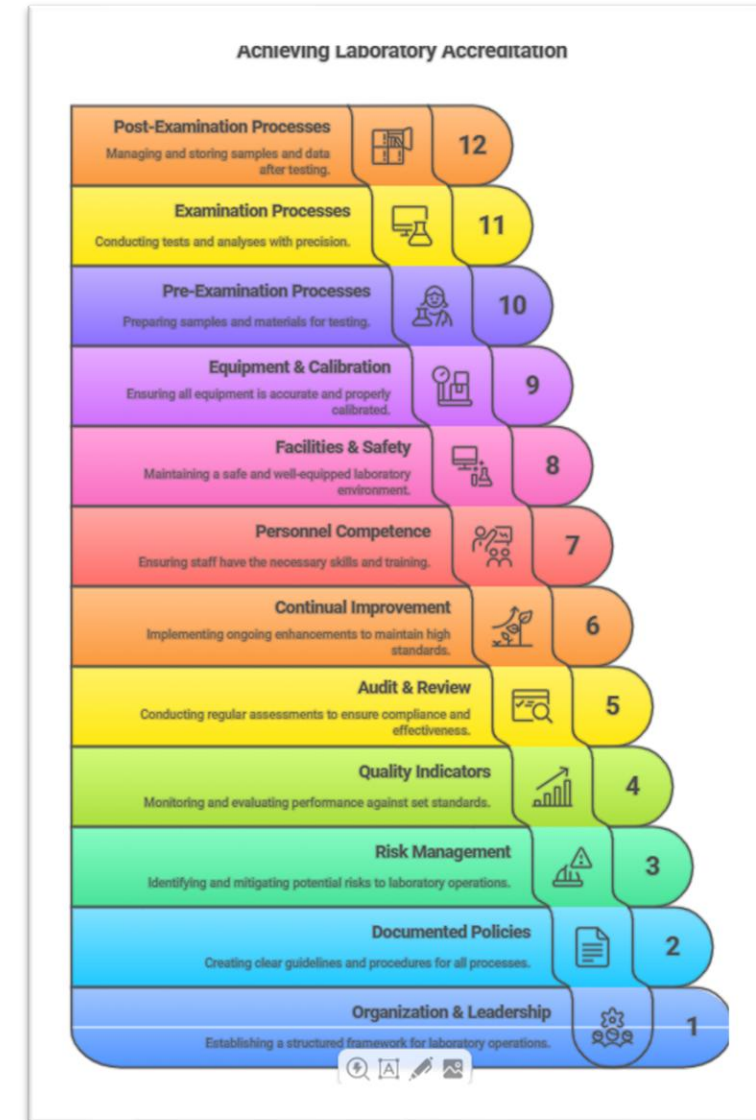 Achieving Laboratory Accreditation
Post-Examination Processes
Managing and storing samples and data
after testing.
12
Examination Processes
Conducting tests and analyses with precision.
11
Pre-Examination Processes
Preparing samples and materials for testing.
10
Equipment & Calibration
Ensuring all equipment is accurate and properly
calibrated.
9
Facilities & Safety
Maintaining a safe and well-equipped laboratory
environment.
8
Personnel Competence
Ensuring staff have the necessary skills and training.
7
Continual Improvement
Implementing ongoing enhancements to maintain high
standards.
6
Audit & Review
Conducting regular assessments to ensure compliance and
effectiveness.
5
Quality Indicators
Monitoring and evaluating performance against set standards.
4
Risk Management
Identifying and mitigating potential risks to laboratory operations.
3
Documented Policies
Creating clear guidelines and procedures for all processes.
2
Organization & Leadership
Establishing a structured framework for laboratory operations.
1
A